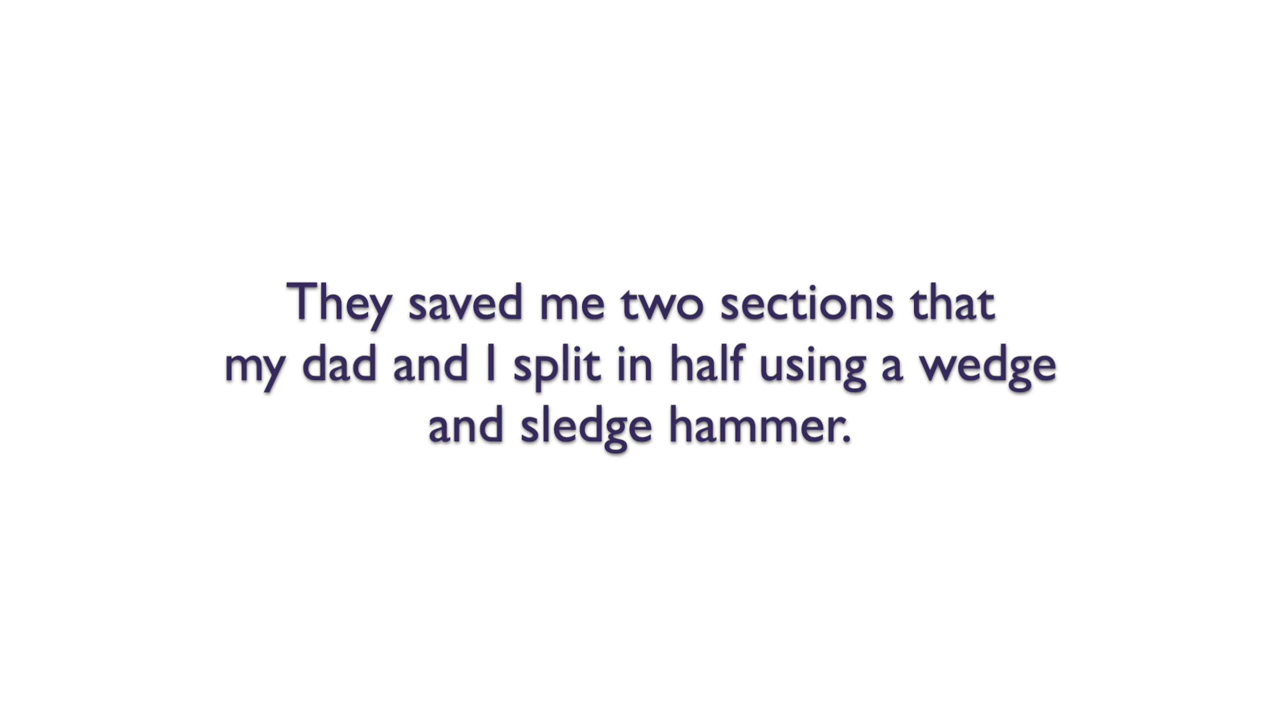 They saved me two sections that
my dad and I split in half using a wedge
and sledge hammer.